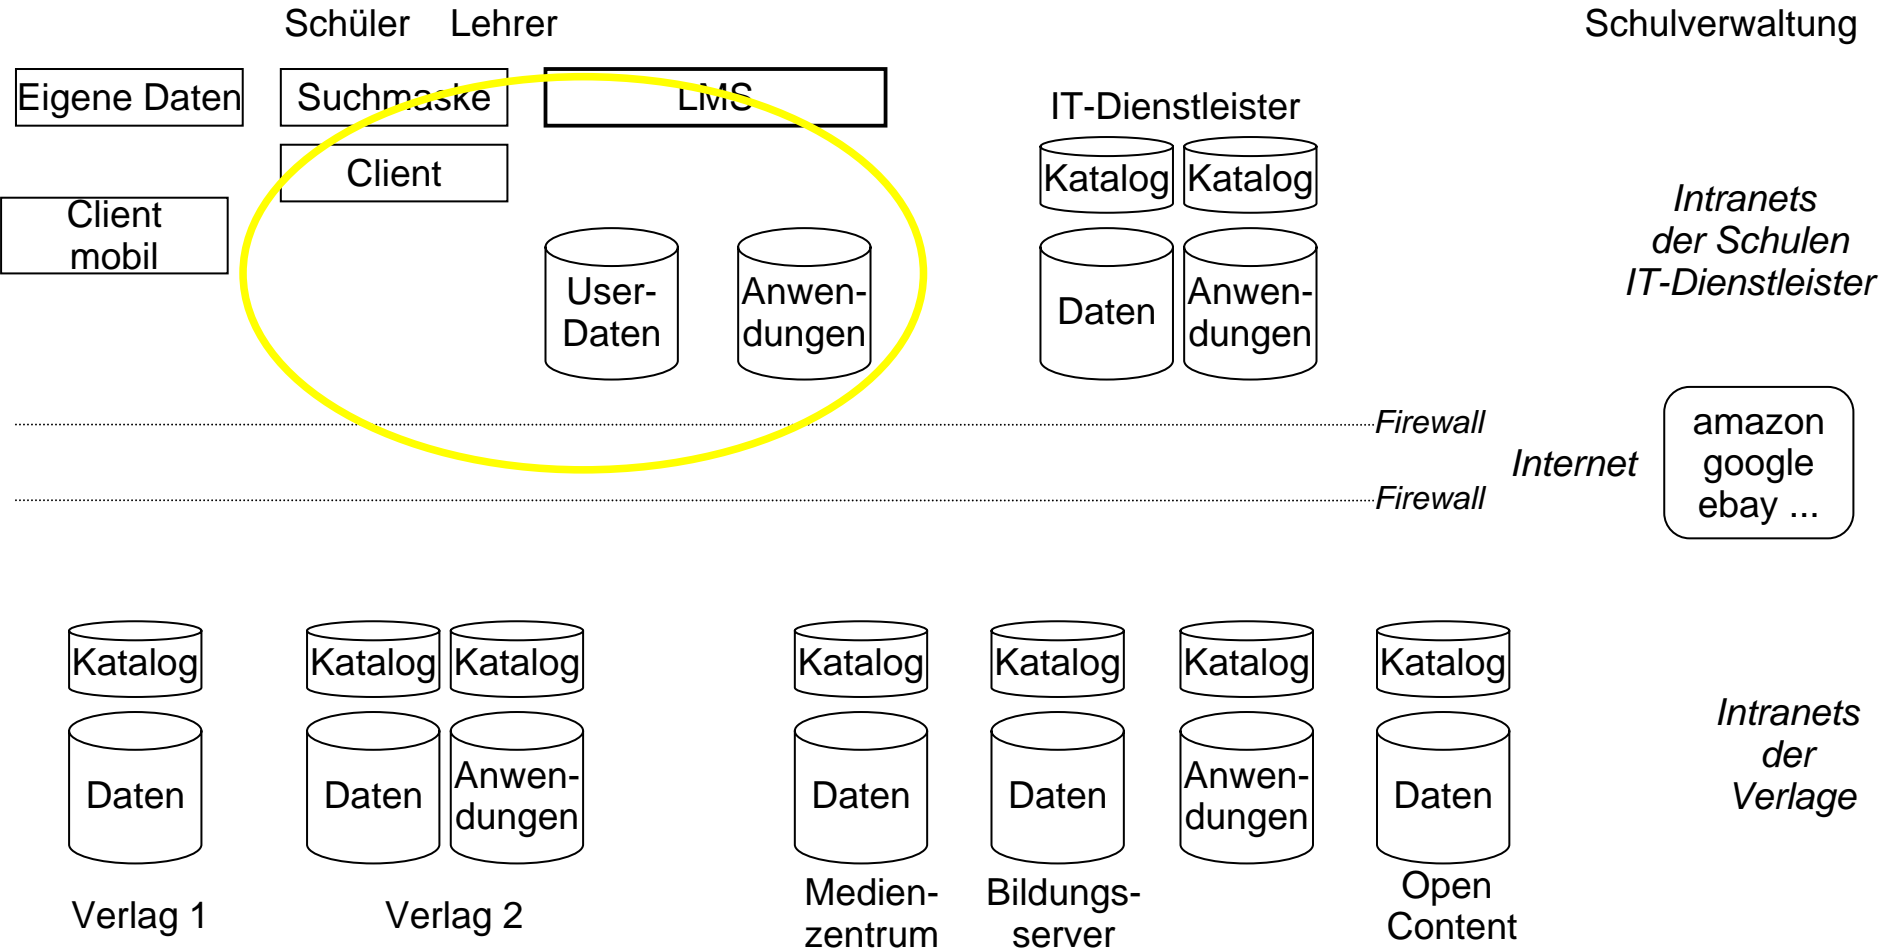 Schüler Lehrer Schulverwaltung
Eigene Daten Suchmaske LMS
IT-Dienstleister
Client
Katalog Katalog
Client
mobil
Intranets
der Schulen
IT-Dienstleister
User-
Daten
Anwen-
dungen
Daten
Anwen-
dungen
Firewall
Internet
Firewall
amazon
google
ebay ...
Katalog Katalog Katalog Katalog Katalog Katalog Katalog
Daten
Daten
Anwen-
dungen
Daten
Daten
Anwen-
dungen
Daten
Intranets
der
Verlage
Verlag 1
Verlag 2
Medien-
zentrum
Bildungs-
server
Open
Content